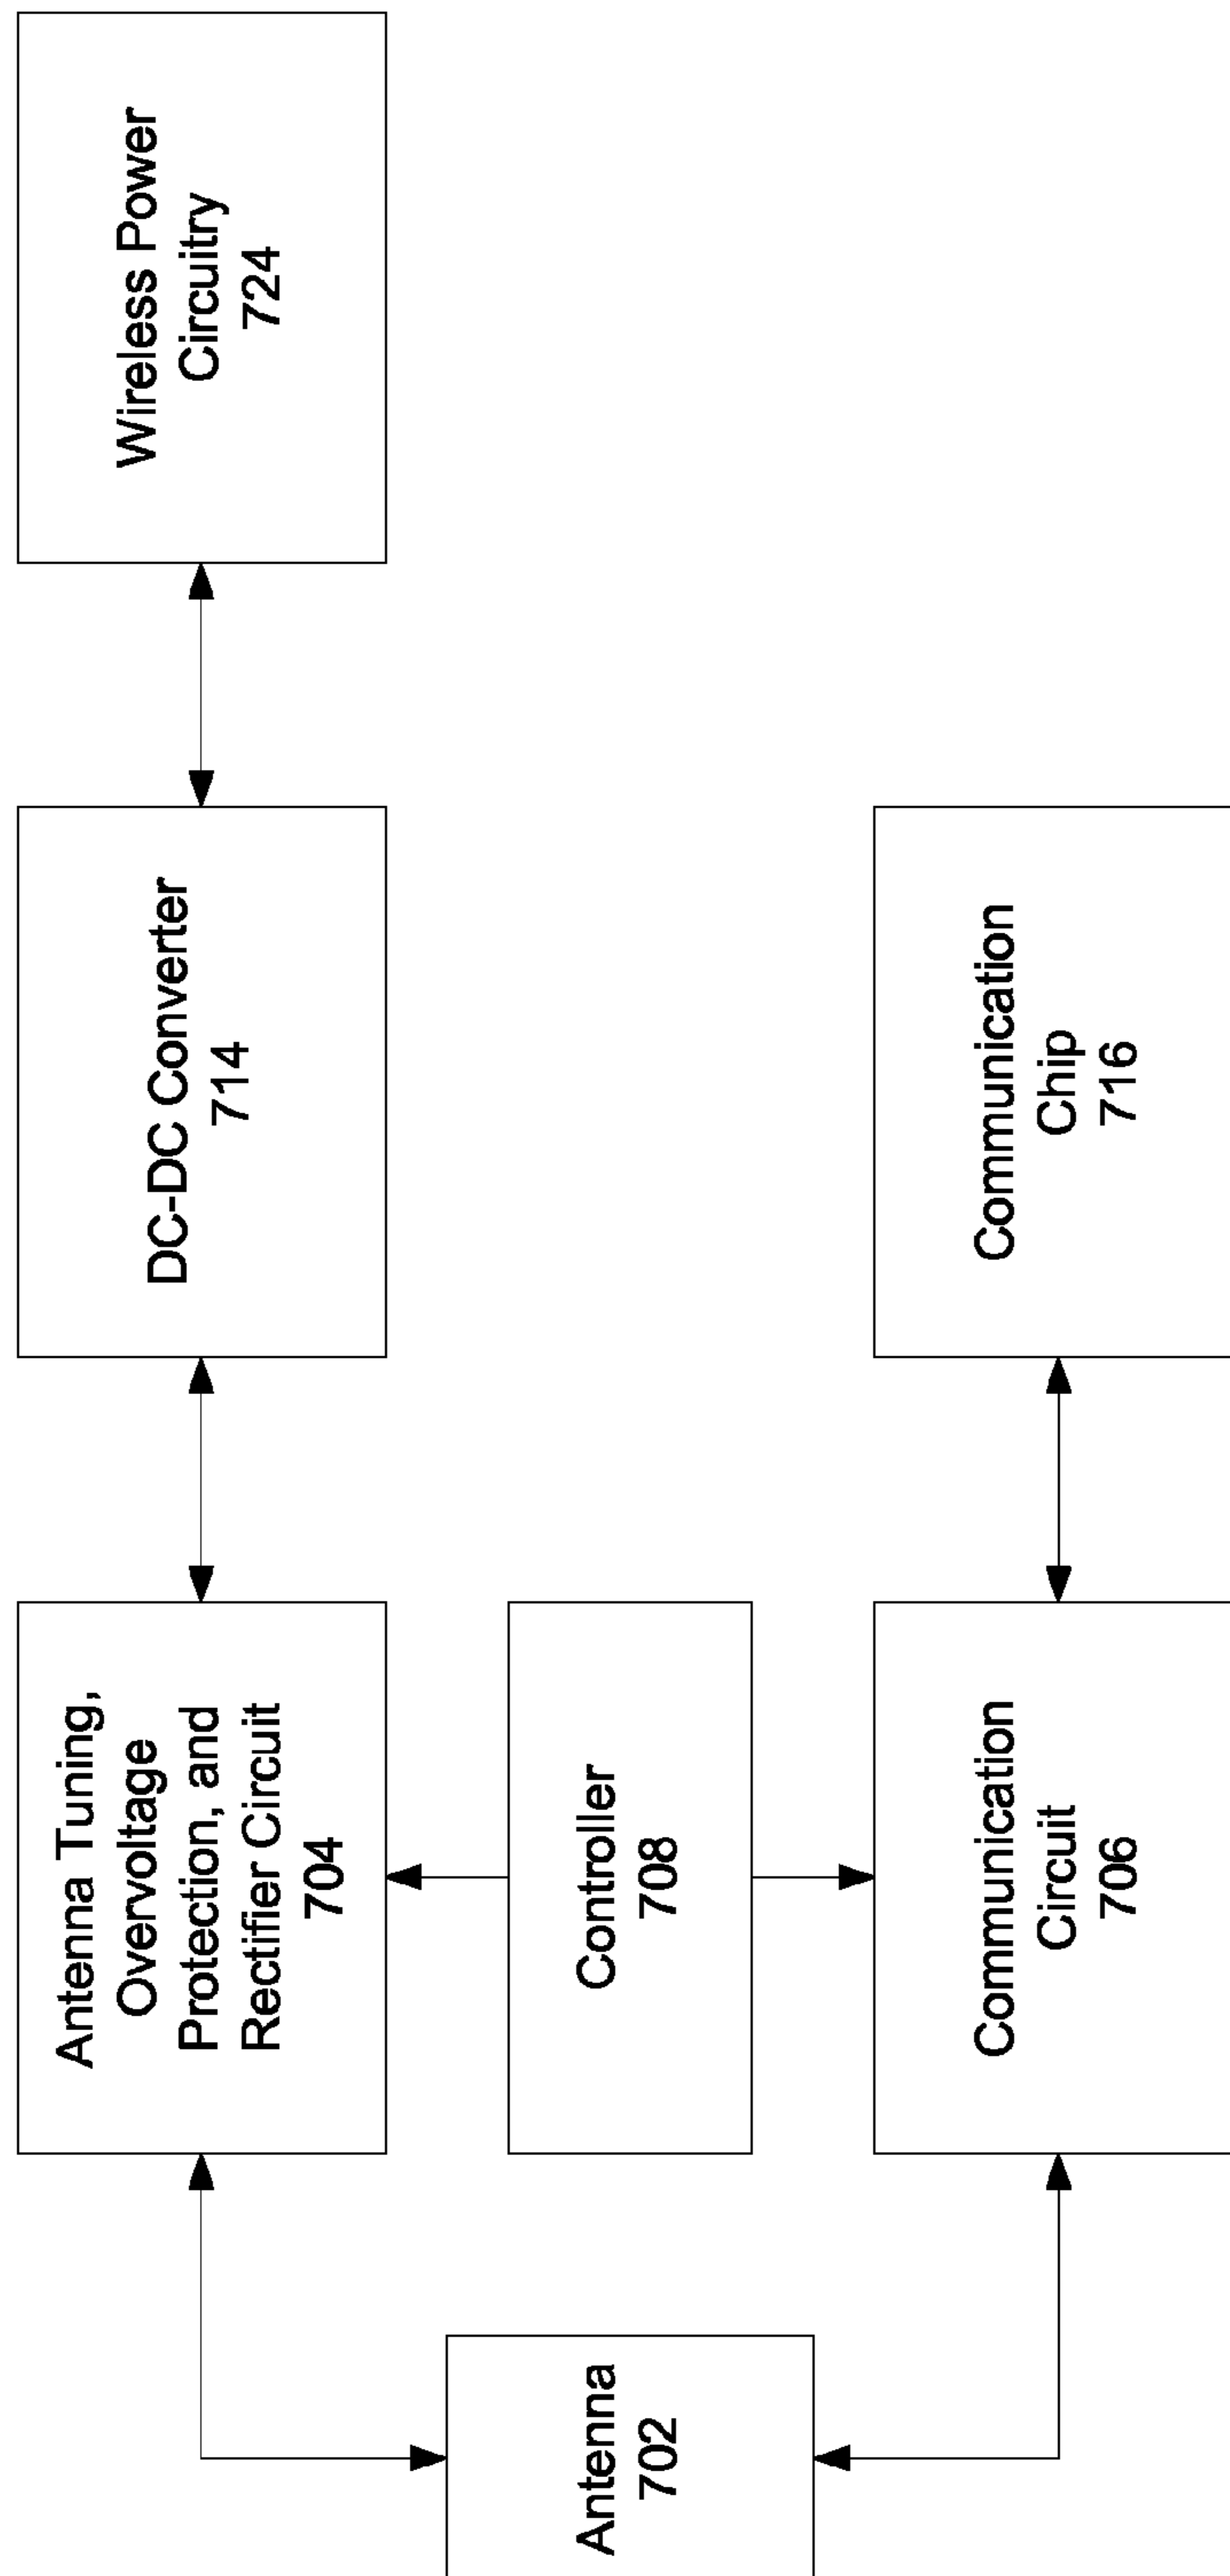 Antenna Tuning,
Overvoltage
Protection, and
Rectifier Circuit
704
DC-DC Converter
714
Wireless Power
Circuitry
724
Antenna
702
Controller
708
Communication
Circuit
706
Communication
Chip
716